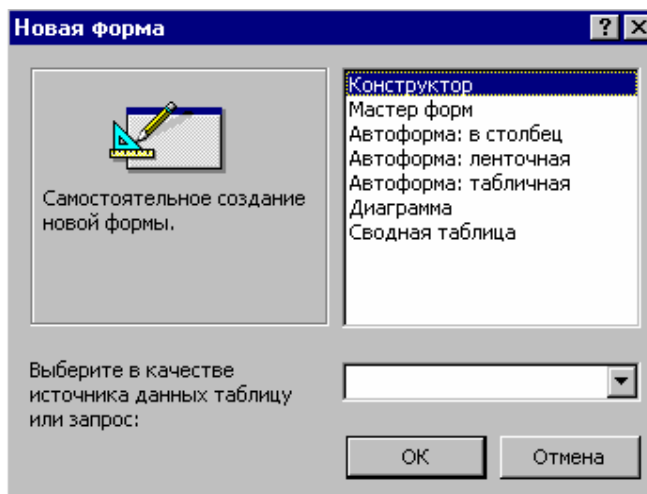 Новая форма
Самостоятельное создание
новой формы.
Конструктор
Мастер форм
Автоформа: в столбец
Автоформа: ленточная
Автоформа: табличная
Диаграмма
Сводная таблица
Выберите в качестве
источника данных таблицу
или запрос:
ОК
Отмена